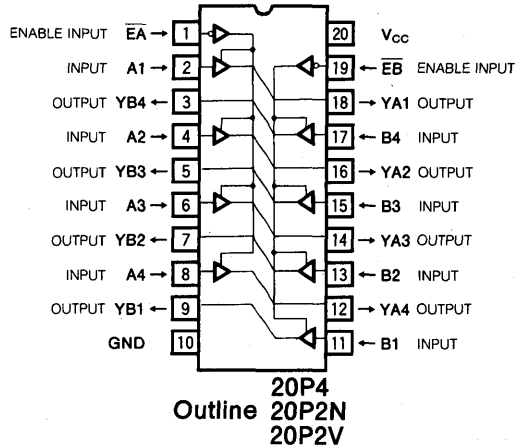 ENABLE INPUT EA → 1 20 Vcc
INPUT A1 → 2 19 ← EB ENABLE INPUT
OUTPUT YB4 ← 3 18 → YA1 OUTPUT
INPUT A2 → 4 17 ← B4 INPUT
OUTPUT YB3 ← 5 16 → YA2 OUTPUT
INPUT A3 → 6 15 ← B3 INPUT
OUTPUT YB2 ← 7 14 → YA3 OUTPUT
INPUT A4 → 8 13 ← B2 INPUT
OUTPUT YB1 ← 9 12 → YA4 OUTPUT
GND 10 11 ← B1 INPUT
20P4
Outline 20P2N
20P2V